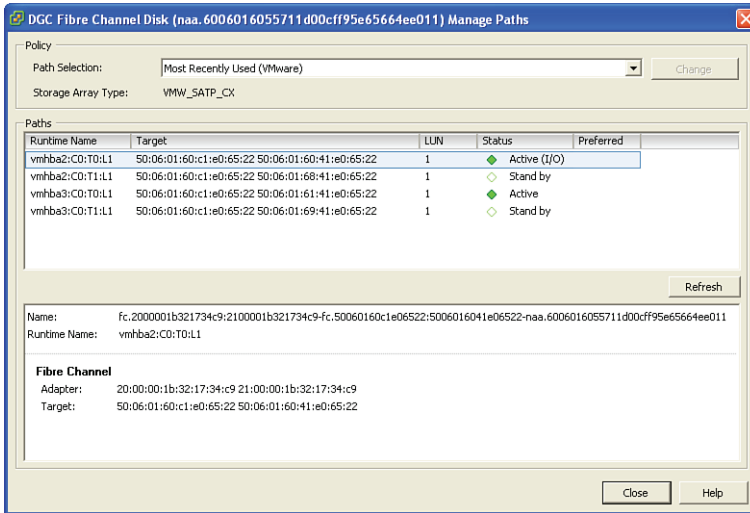 DGC Fibre Channel Disk (naa.6006016055711d00cff95e65664ee011) Manage Paths
Policy
Path Selection: Most Recently Used (VMware) Change
Storage Array Type: VMW_SATP_CX
Paths
Runtime Name Target LUN Status Preferred
vmhba2:C0:T0:L1 50:06:01:60:c1:e0:65:22 50:06:01:60:41:e0:65:22 1 Active (I/O)
vmhba2:C0:T1:L1 50:06:01:60:c1:e0:65:22 50:06:01:68:41:e0:65:22 1 Stand by
vmhba3:C0:T0:L1 50:06:01:60:c1:e0:65:22 50:06:01:61:41:e0:65:22 1 Active
vmhba3:C0:T1:L1 50:06:01:60:c1:e0:65:22 50:06:01:69:41:e0:65:22 1 Stand by
Refresh
Name: fc.2000001b321734c9:2100001b321734c9-fc.50060160c1e06522:5006016041e06522-naa.6006016055711d00cff95e65664ee011
Runtime Name: vmhba2:C0:T0:L1
Fibre Channel
Adapter: 20:00:00:1b:32:17:34:c9 21:00:00:1b:32:17:34:c9
Target: 50:06:01:60:c1:e0:65:22 50:06:01:60:41:e0:65:22
Close Help